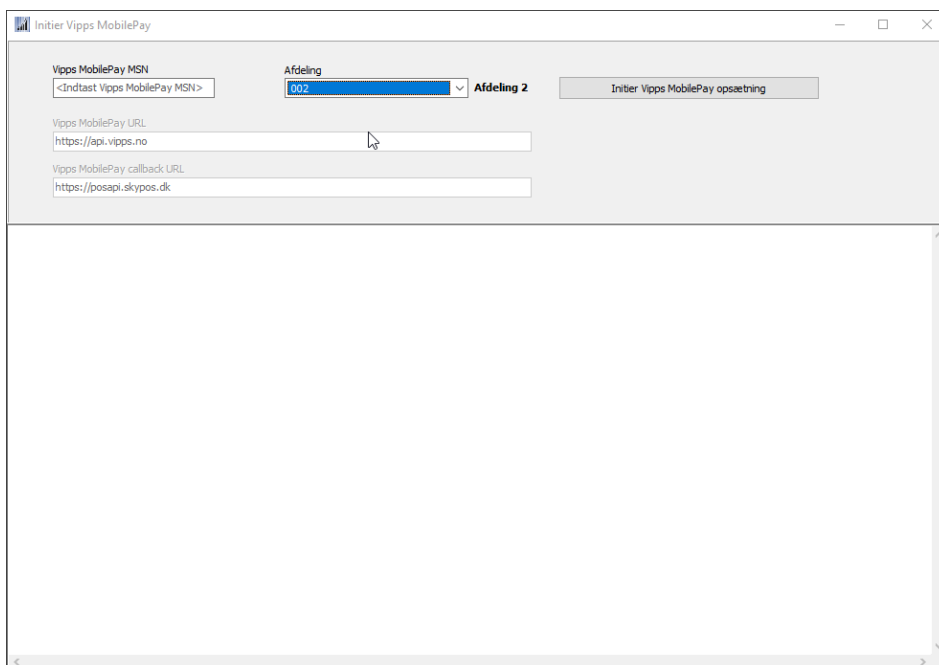 Initier Vipps MobilePay
Vipps MobilePay MSN
<Indtast Vipps MobilePay MSN>
Afdeling
002
Afdeling 2
Initier Vipps MobilePay opsætning
Vipps MobilePay URL
https://api.vipps.no
Vipps MobilePay callback URL
https://posapi.skypos.dk